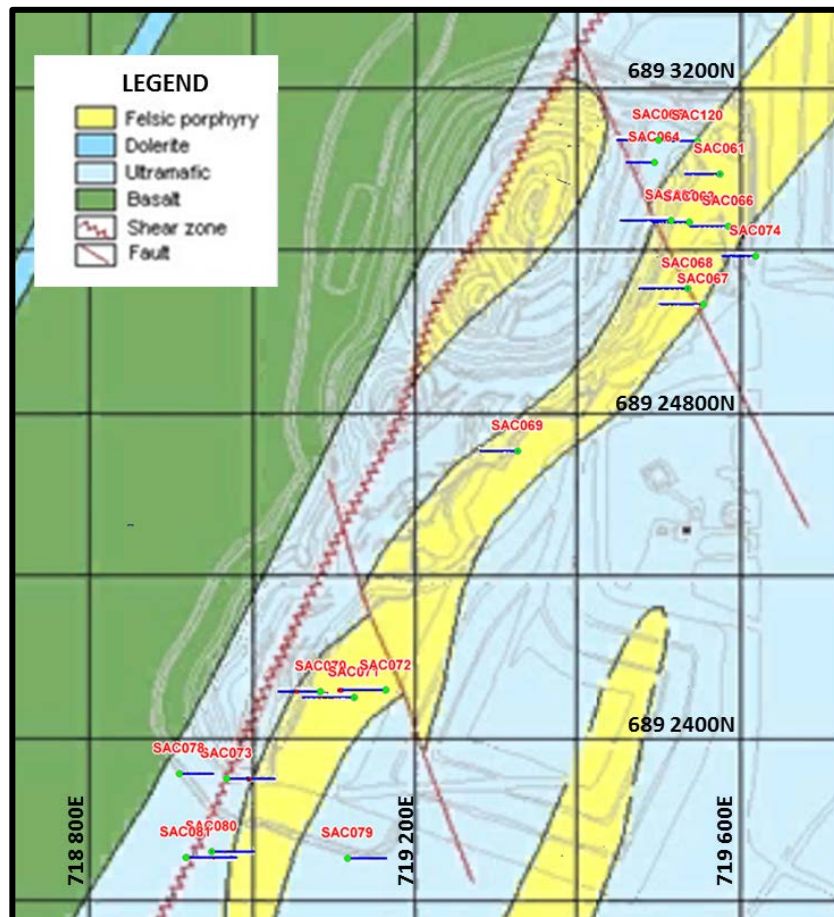 LEGEND
Felsic porphyry
Dolerite
Ultramafic
Basalt
Shear zone
Fault
689 3200N
SAC120
SAC064
SAC061
SAC066
SAC074
SAC068
SAC067
689 24800N
SAC069
SAC070
SAC071
SAC072
689 2400N
SAC078
SAC073
SAC080
SAC081
SAC079
718 800E
719 200E
719 600E